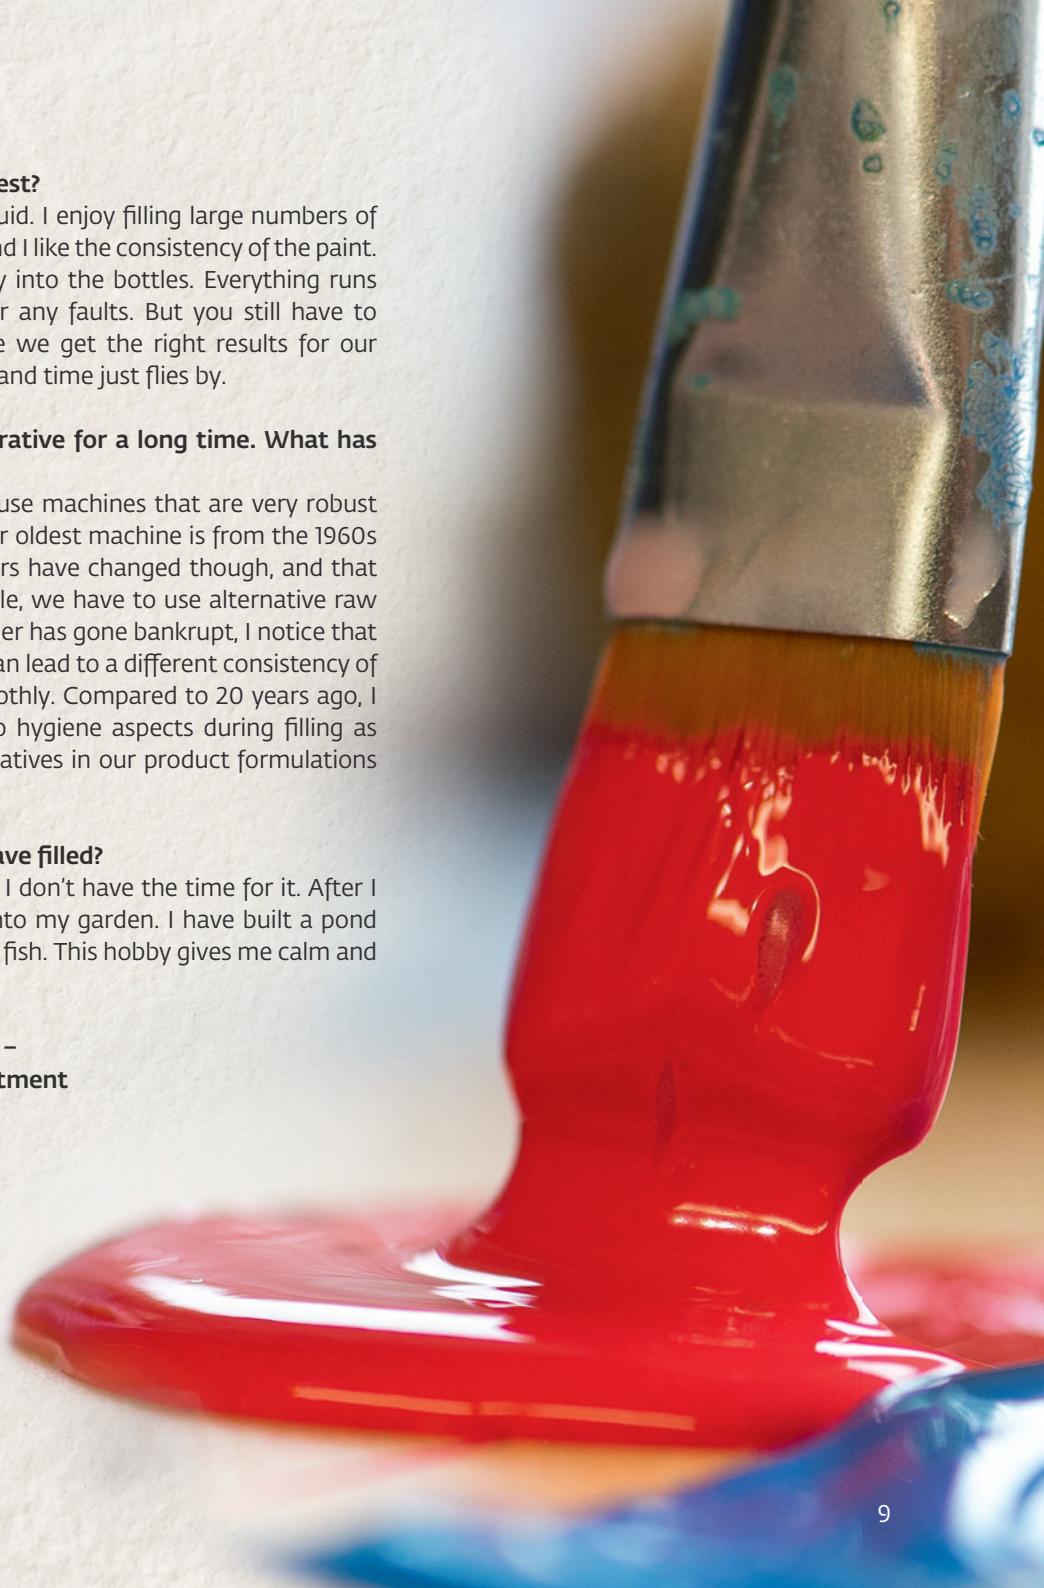 est?
uid. I enjoy filling large numbers of
nd I like the consistency of the paint.
y into the bottles. Everything runs
r any faults. But you still have to
e we get the right results for our
and time just flies by.
rative for a long time. What has
use machines that are very robust
r oldest machine is from the 1960s
rs have changed though, and that
le, we have to use alternative raw
er has gone bankrupt, I notice that
an lead to a different consistency of
othly. Compared to 20 years ago, I
o hygiene aspects during filling as
atives in our product formulations
ave filled?
I don't have the time for it. After I
nto my garden. I have built a pond
fish. This hobby gives me calm and
–
tment
9